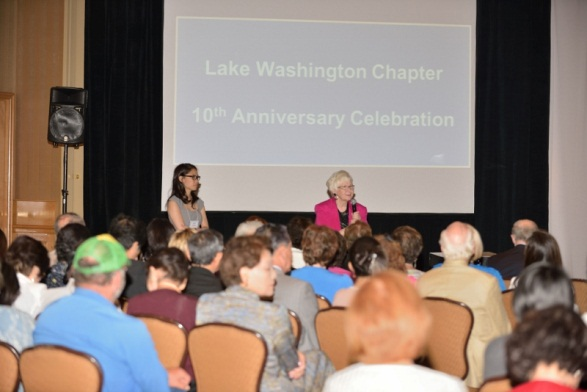 Lake Washington Chapter
10th Anniversary Celebration